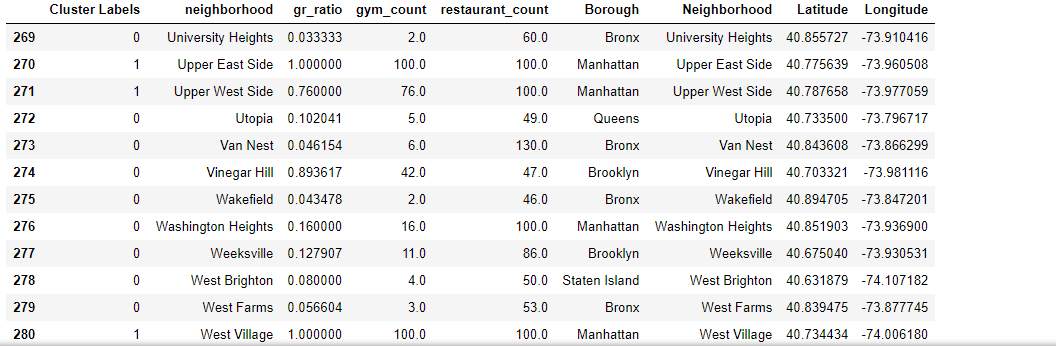 Cluster Labels neighborhood gr_ratio gym_count restaurant_count Borough Neighborhood Latitude Longitude
269 0 University Heights 0.033333 2.0 60.0 Bronx University Heights 40.855727 -73.910416
270 1 Upper East Side 1.000000 100.0 100.0 Manhattan Upper East Side 40.775639 -73.960508
271 1 Upper West Side 0.760000 76.0 100.0 Manhattan Upper West Side 40.787658 -73.977059
272 0 Utopia 0.102041 5.0 49.0 Queens Utopia 40.733500 -73.796717
273 0 Van Nest 0.046154 6.0 130.0 Bronx Van Nest 40.843608 -73.866299
274 0 Vinegar Hill 0.893617 42.0 47.0 Brooklyn Vinegar Hill 40.703321 -73.981116
275 0 Wakefield 0.043478 2.0 46.0 Bronx Wakefield 40.894705 -73.847201
276 0 Washington Heights 0.160000 16.0 100.0 Manhattan Washington Heights 40.851903 -73.936900
277 0 Weeksville 0.127907 11.0 86.0 Brooklyn Weeksville 40.675040 -73.930531
278 0 West Brighton 0.080000 4.0 50.0 Staten Island West Brighton 40.631879 -74.107182
279 0 West Farms 0.056604 3.0 53.0 Bronx West Farms 40.839475 -73.877745
280 1 West Village 1.000000 100.0 100.0 Manhattan West Village 40.734434 -74.006180